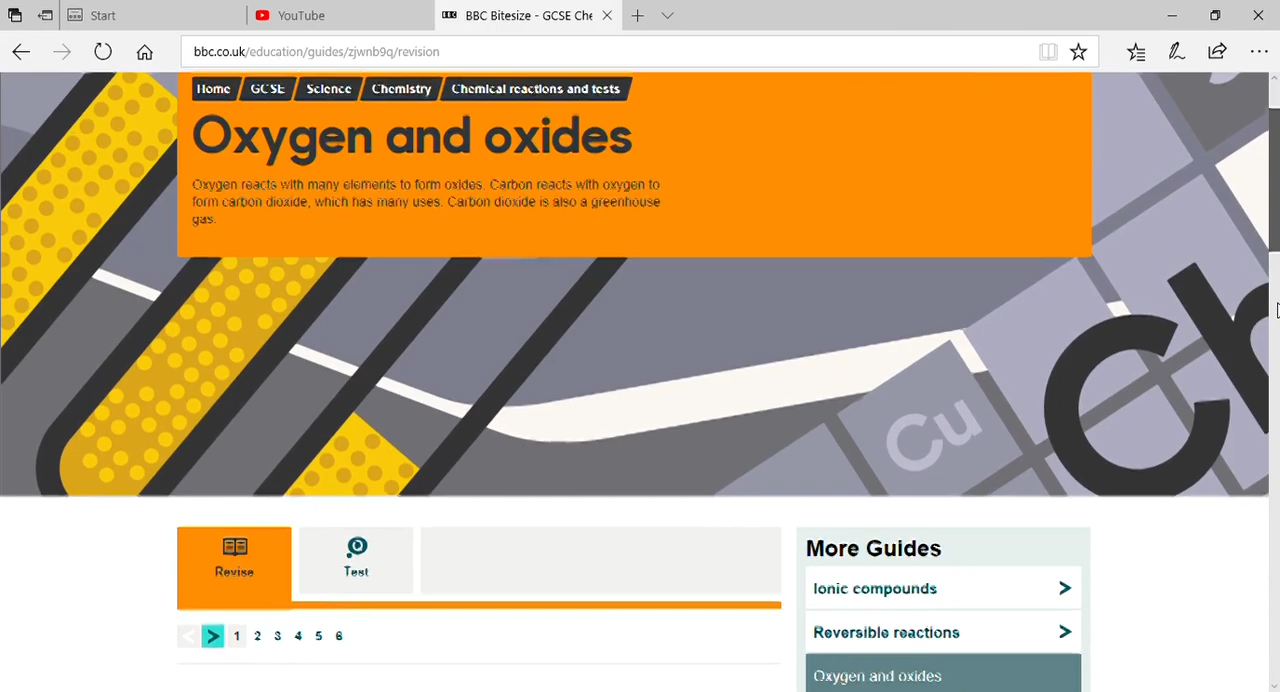 Start
YouTube
BBC Bitesize - GCSE Che
bbc.co.uk/education/guides/zjwnb9q/revision
Home GCSE Science Chemistry Chemical reactions and tests
Oxygen and oxides
Oxygen reacts with many elements to form oxides. Carbon reacts with oxygen to
form carbon dioxide, which has many uses. Carbon dioxide is also a greenhouse
gas.
Ch
Cu
Revise
Test
1 2 3 4 5 6
More Guides
Ionic compounds
Reversible reactions
Oxygen and oxides